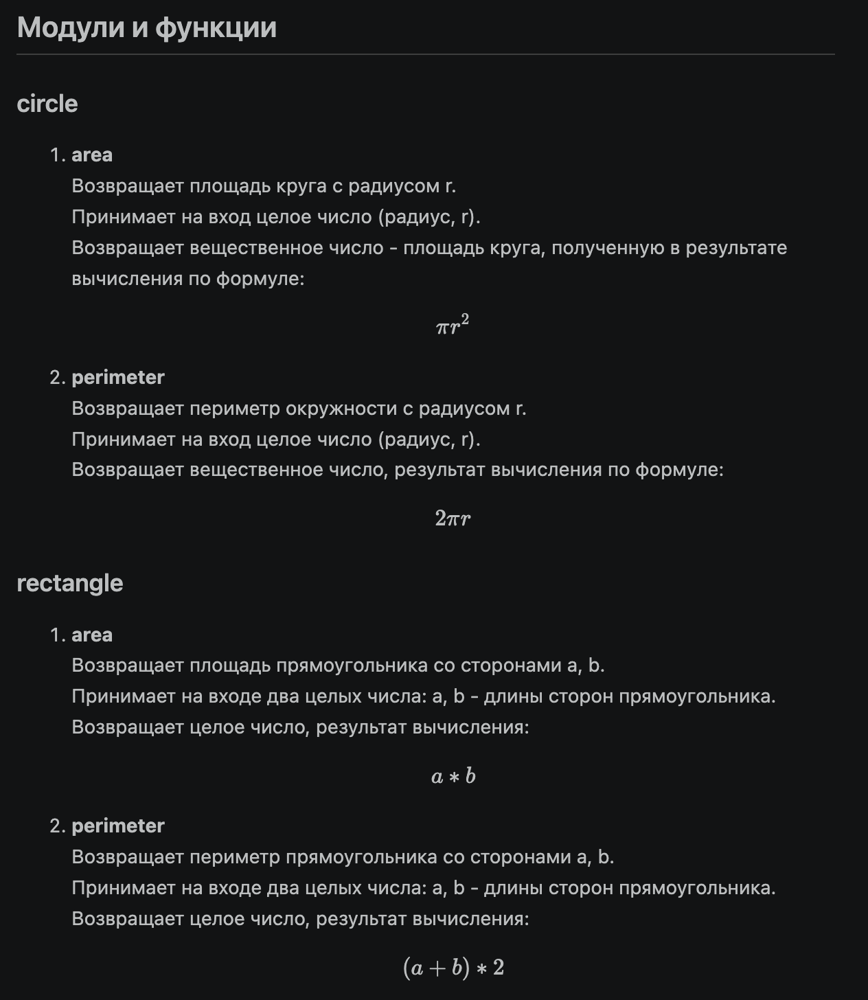 Модули и функции
circle
1. area
Возвращает площадь круга с радиусом r.
Принимает на вход целое число (радиус, r).
Возвращает вещественное число - площадь круга, полученную в результате
вычисления по формуле:
πr²
2. perimeter
Возвращает периметр окружности с радиусом r.
Принимает на вход целое число (радиус, r).
Возвращает вещественное число, результат вычисления по формуле:
2πr
rectangle
1. area
Возвращает площадь прямоугольника со сторонами a, b.
Принимает на входе два целых числа: a, b - длины сторон прямоугольника.
Возвращает целое число, результат вычисления:
a * b
2. perimeter
Возвращает периметр прямоугольника со сторонами a, b.
Принимает на входе два целых числа: a, b - длины сторон прямоугольника.
Возвращает целое число, результат вычисления:
(a + b) * 2